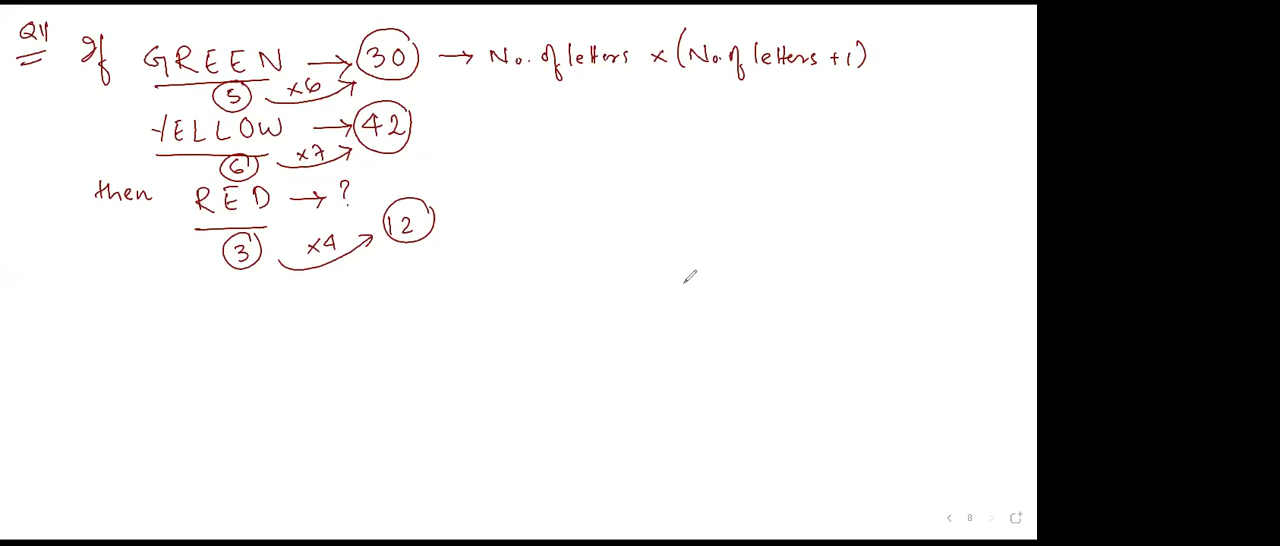 Q11
If GREEN → 30 → No. of letters × (No. of letters + 1)
5 ×6
YELLOW → 42
6 ×7
then RED → ?
3 ×4 12
8